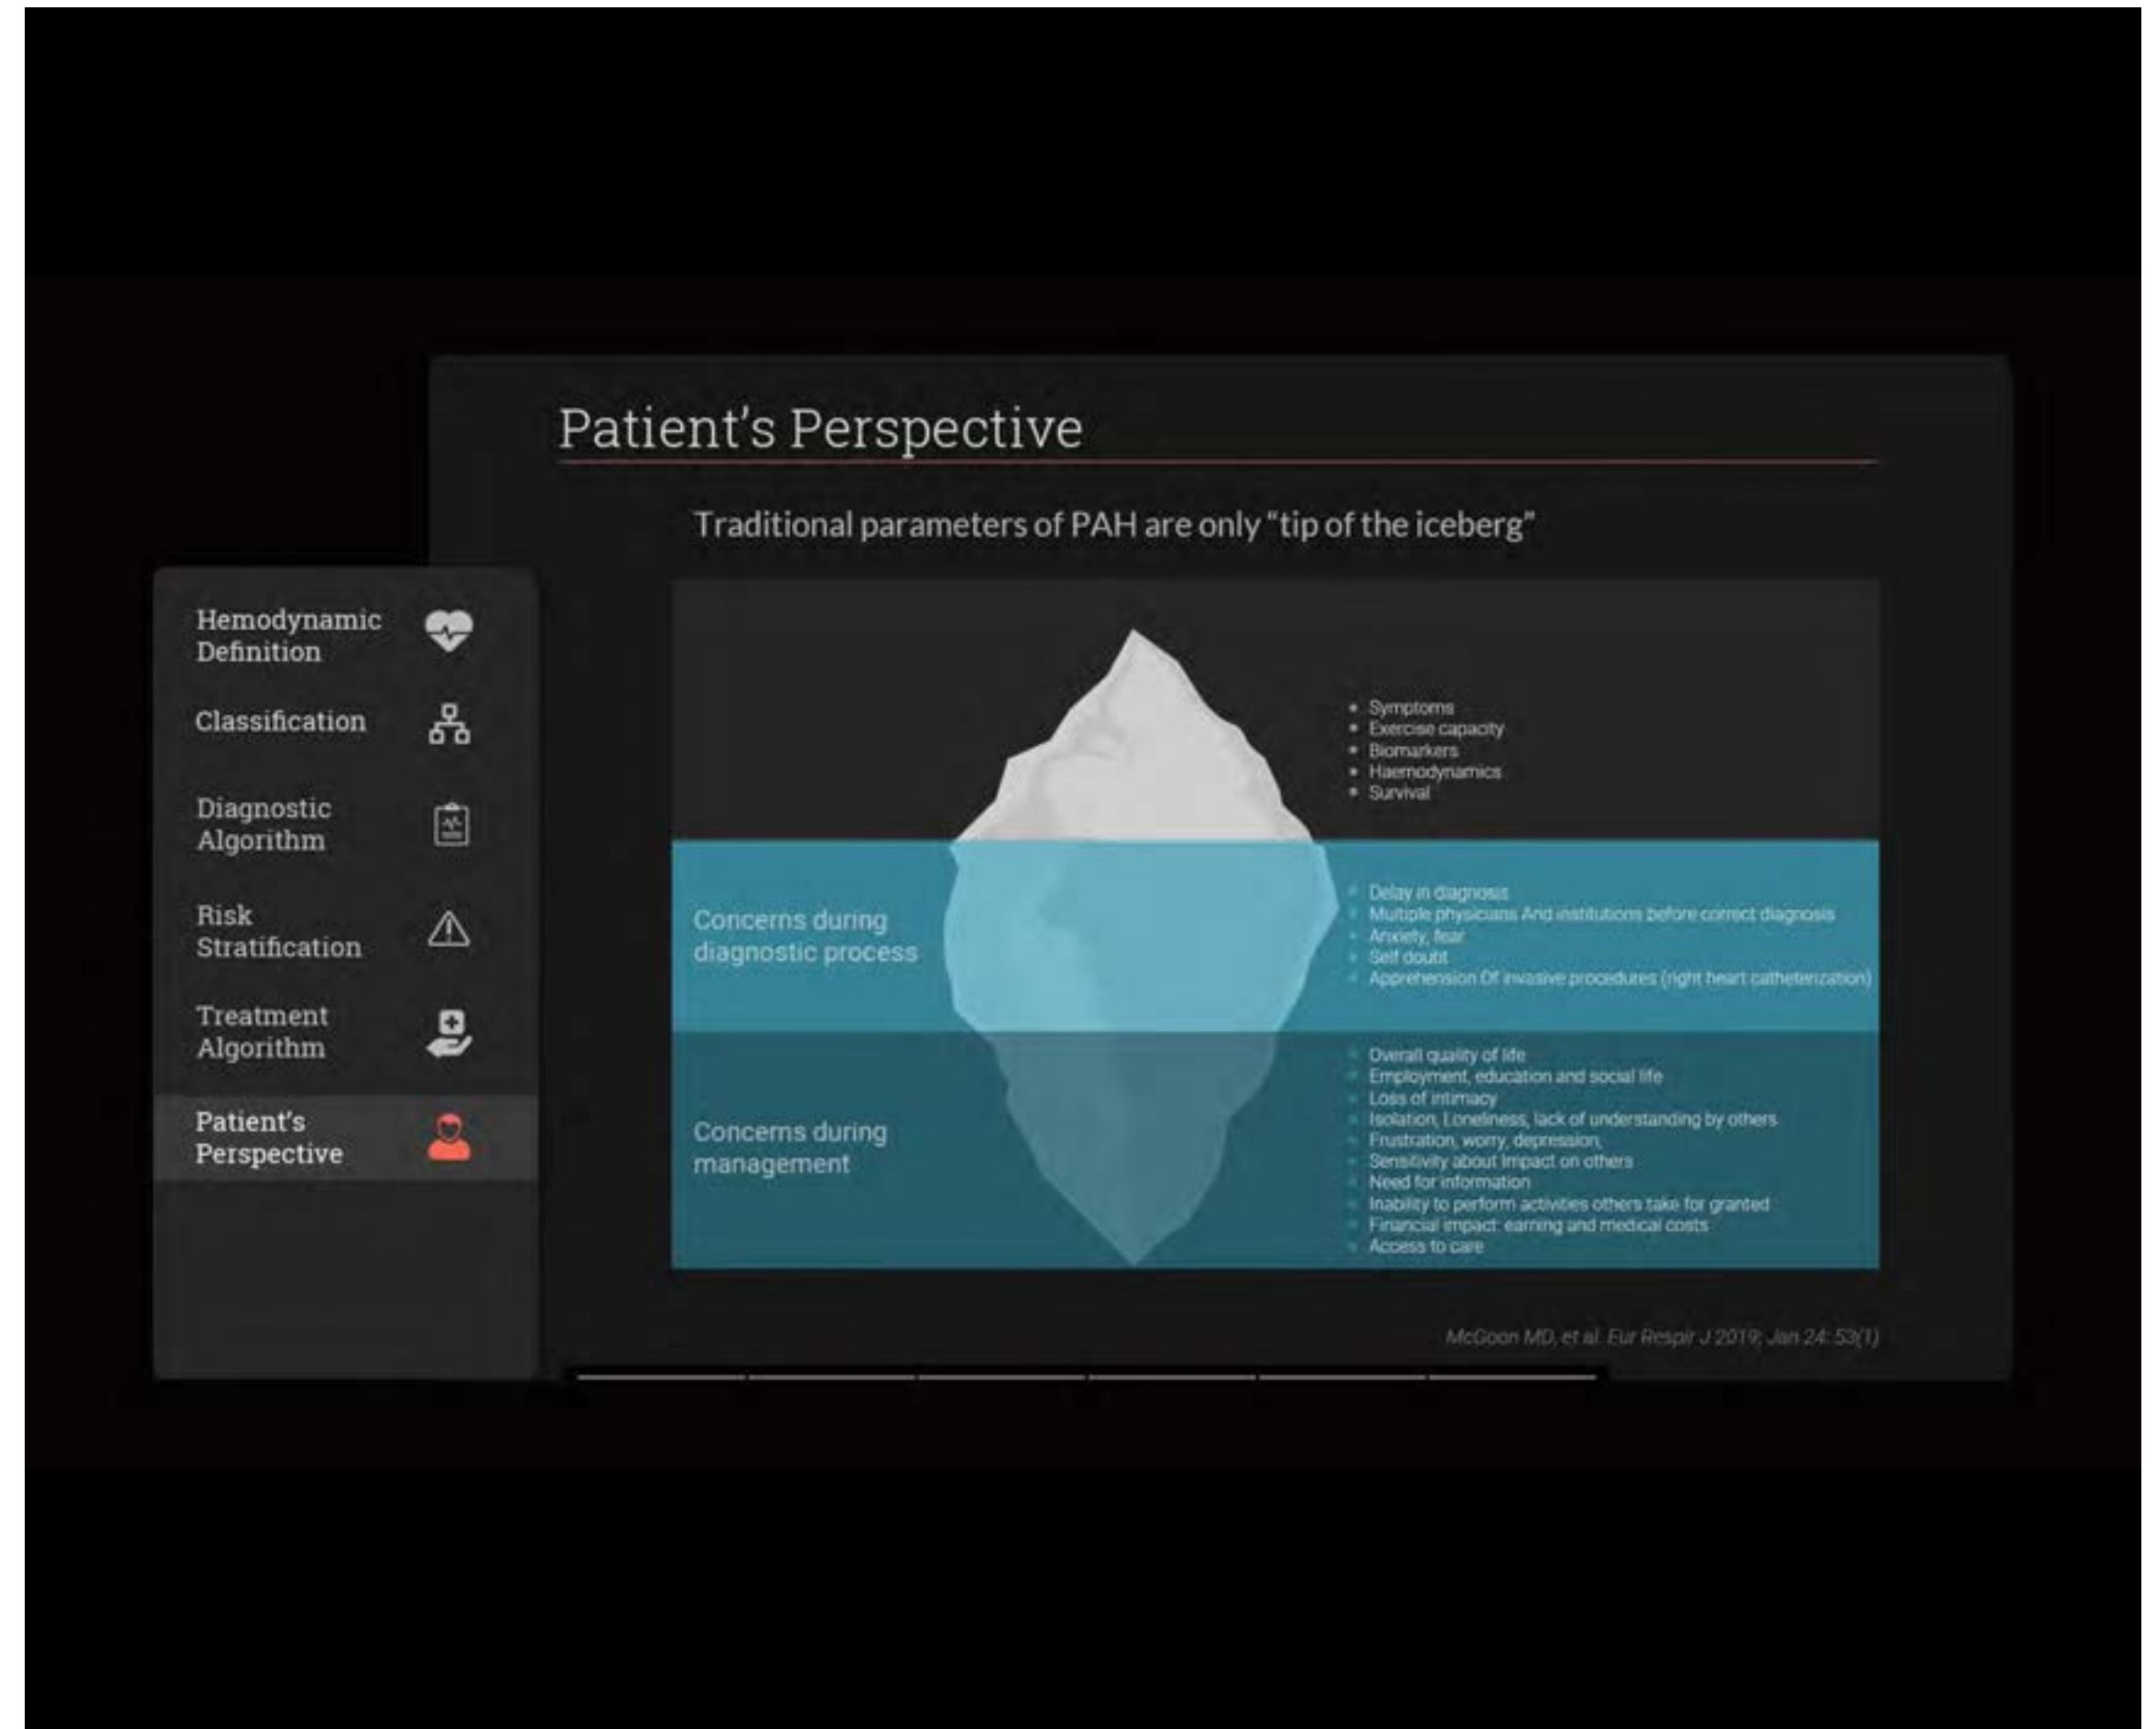 Patient's Perspective
Traditional parameters of PAH are only "tip of the iceberg"
Hemodynamic
Definition
Classification
Diagnostic
Algorithm
Risk
Stratification
Treatment
Algorithm
Patient's
Perspective
Symptoms
Exercise capacity
Biomarkers
Haemodynamics
Survival
Concerns during
diagnostic process
Delay in diagnosis
Multiple physicians And institutions before correct diagnosis
Anxiety, fear
Self doubt
Apprehension Of invasive procedures (right heart catheterization)
Concerns during
management
Overall quality of life
Employment, education and social life
Loss of intimacy
Isolation, Loneliness, lack of understanding by others
Frustration, worry, depression,
Sensitivity about Impact on others
Need for information
Inability to perform activities others take for granted
Financial impact: earning and medical costs
Access to care
McGoon MD, et al. Eur Respir J 2019; Jan 24: 53(1)